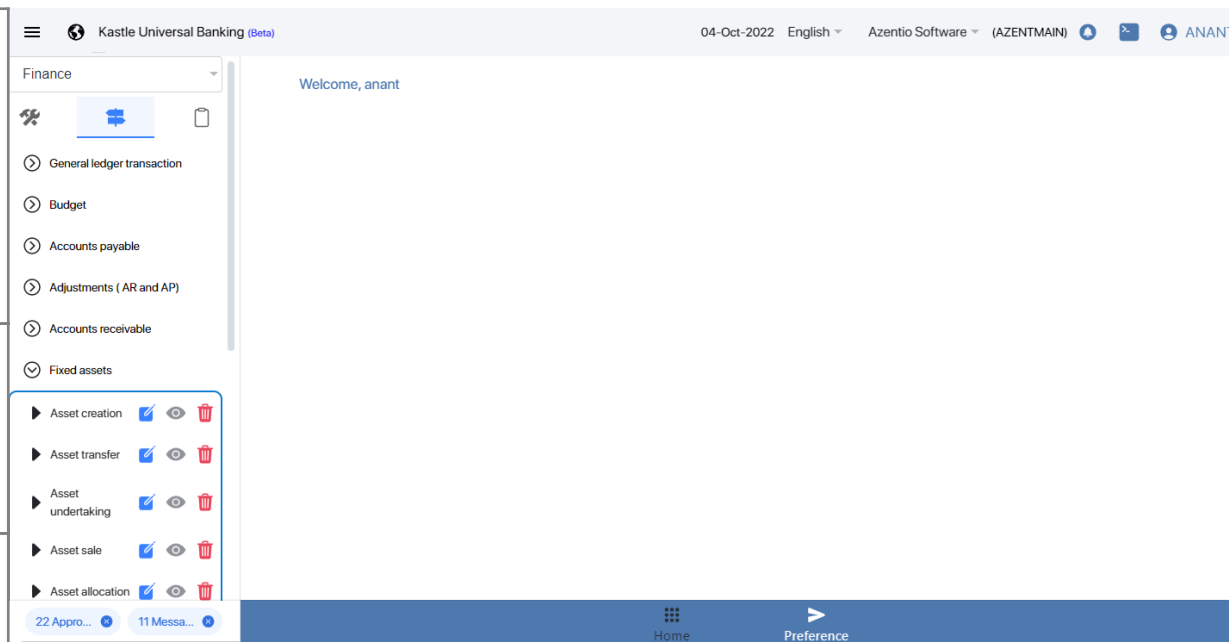 Kastle Universal Banking (Beta)
04-Oct-2022 English Azentio Software (AZENTMAIN) ANANT
Finance
Welcome, anant
General ledger transaction
Budget
Accounts payable
Adjustments ( AR and AP)
Accounts receivable
Fixed assets
Asset creation
Asset transfer
Asset
undertaking
Asset sale
Asset allocation
22 Appro... 11 Messa...
Home Preference